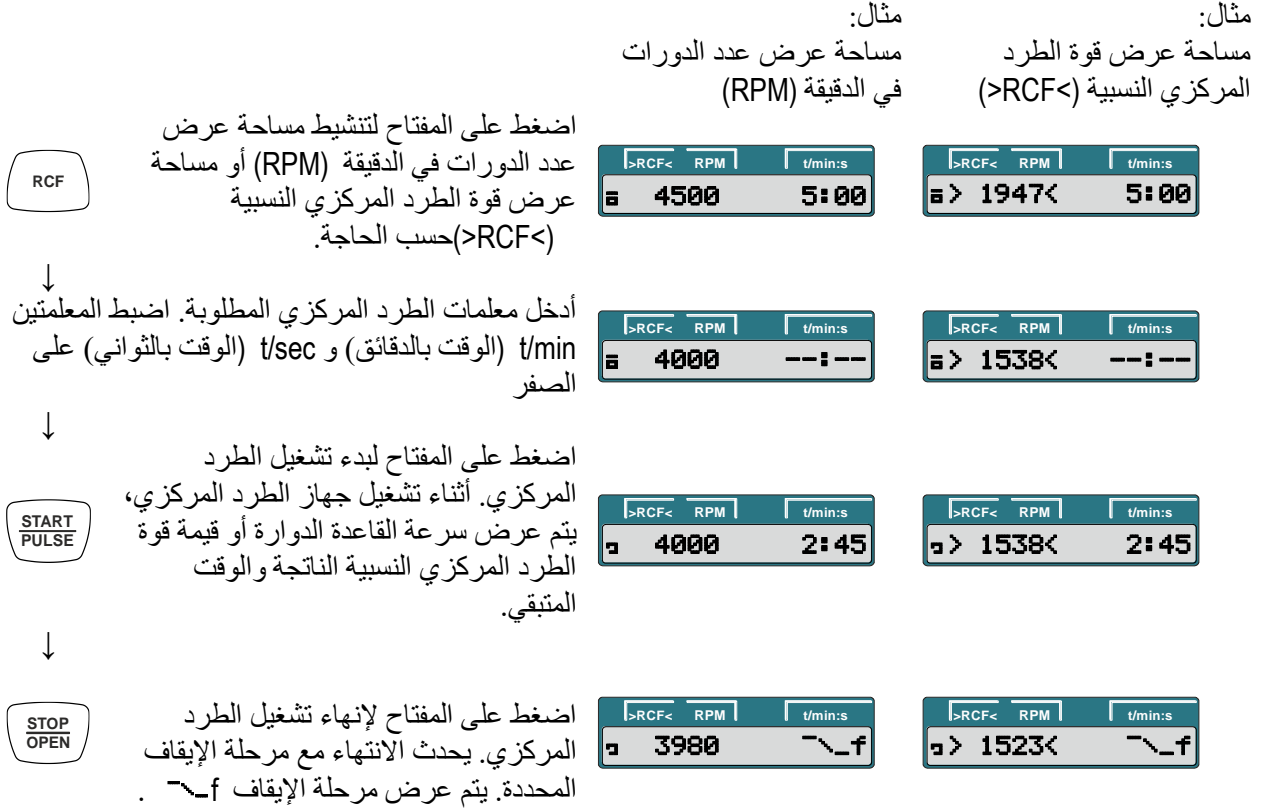 مثال:
مساحة عرض قوة الطرد
المركزي النسبية (>RCF<)
مثال:
مساحة عرض عدد الدورات
في الدقيقة (RPM)
RCF
اضغط على المفتاح لتنشيط مساحة عرض
عدد الدورات في الدقيقة (RPM) أو مساحة
عرض قوة الطرد المركزي النسبية
(>RCF<)حسب الحاجة.
>RCF< RPM t/min:s
4500 5:00
>RCF< RPM t/min:s
> 1947< 5:00
↓
أدخل معلمات الطرد المركزي المطلوبة. اضبط المعلمتين
t/min (الوقت بالدقائق) و t/sec (الوقت بالثواني) على
الصفر
>RCF< RPM t/min:s
4000 --:--
>RCF< RPM t/min:s
> 1538< --:--
↓
START
PULSE
اضغط على المفتاح لبدء تشغيل الطرد
المركزي. أثناء تشغيل جهاز الطرد المركزي،
يتم عرض سرعة القاعدة الدوارة أو قيمة قوة
الطرد المركزي النسبية الناتجة والوقت
المتبقي.
>RCF< RPM t/min:s
4000 2:45
>RCF< RPM t/min:s
> 1538< 2:45
↓
STOP
OPEN
اضغط على المفتاح لإنهاء تشغيل الطرد
المركزي. يحدث الانتهاء مع مرحلة الإيقاف
المحددة. يتم عرض مرحلة الإيقاف ‾\_f .
>RCF< RPM t/min:s
3980 ‾\_f
>RCF< RPM t/min:s
> 1523< ‾\_f